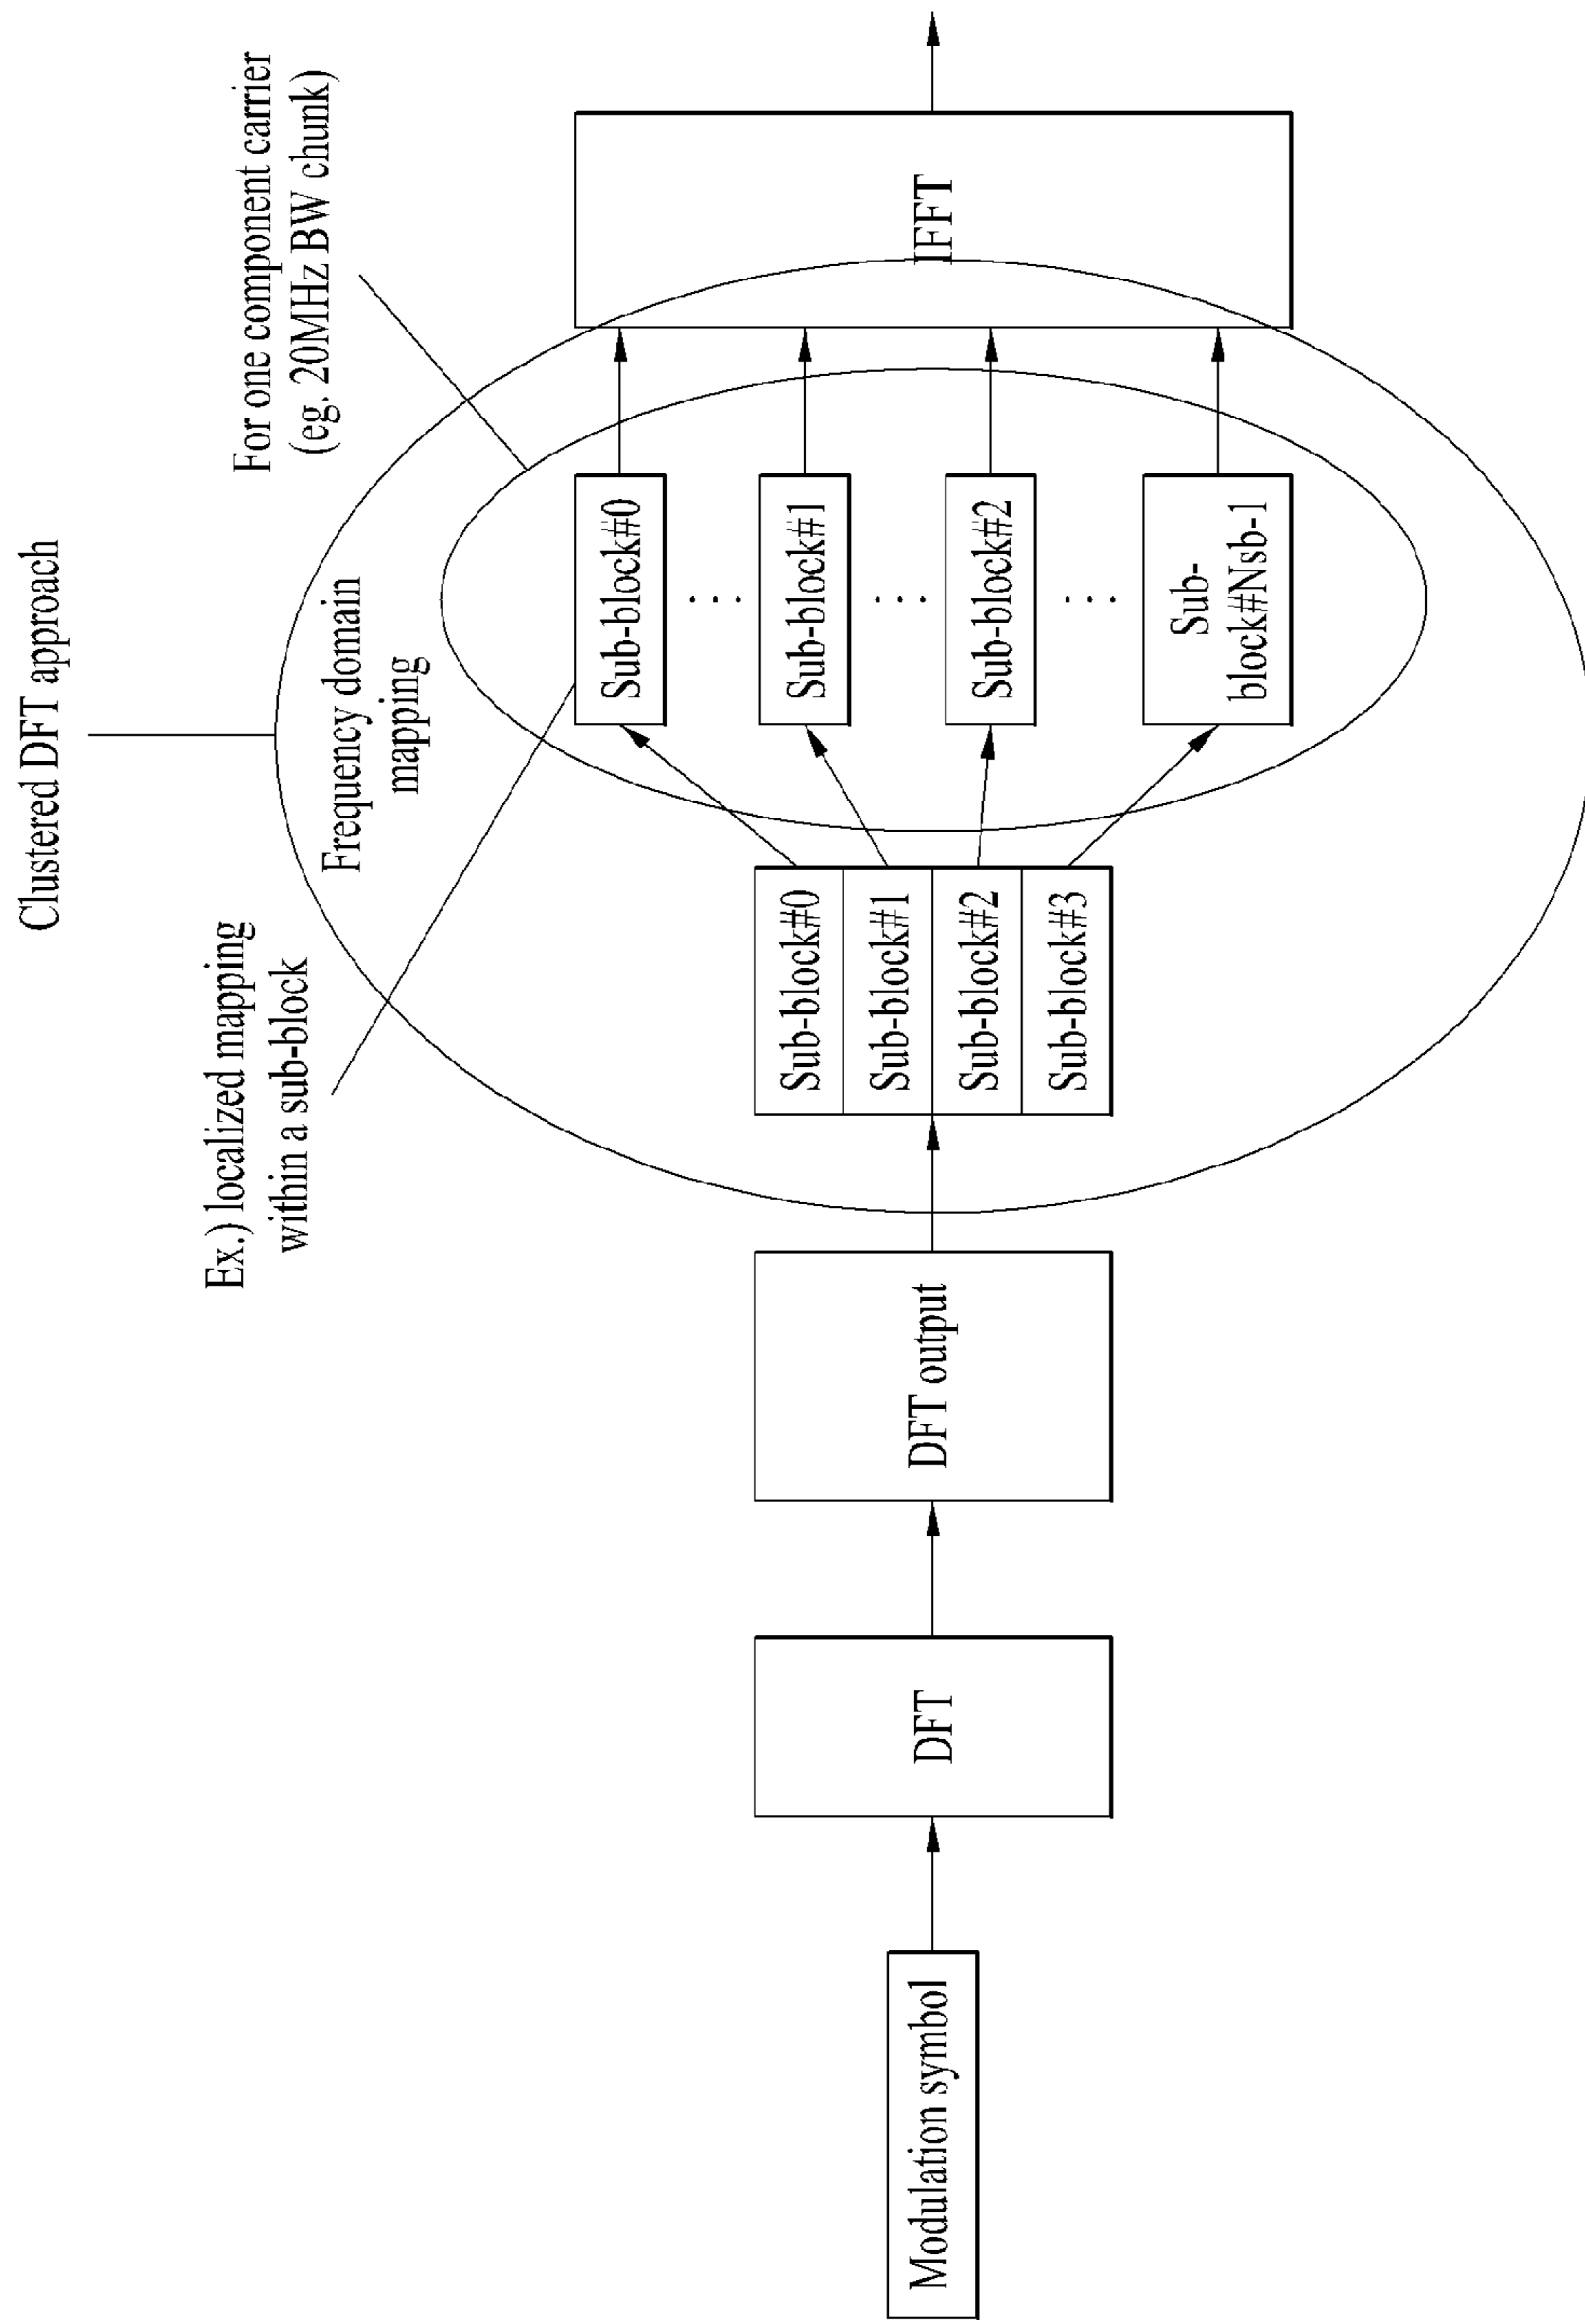 Clustered DFT approach
Ex.) localized mapping
within a sub-block
For one component carrier
(eg. 20MHz BW chunk)
Frequency domain
mapping
Modulation symbol
DFT
DFT output
Sub-block#0
Sub-block#1
Sub-block#2
Sub-block#3
Sub-block#0
...
Sub-block#1
...
Sub-block#2
...
Sub-
block#Nsb-1
IFFT